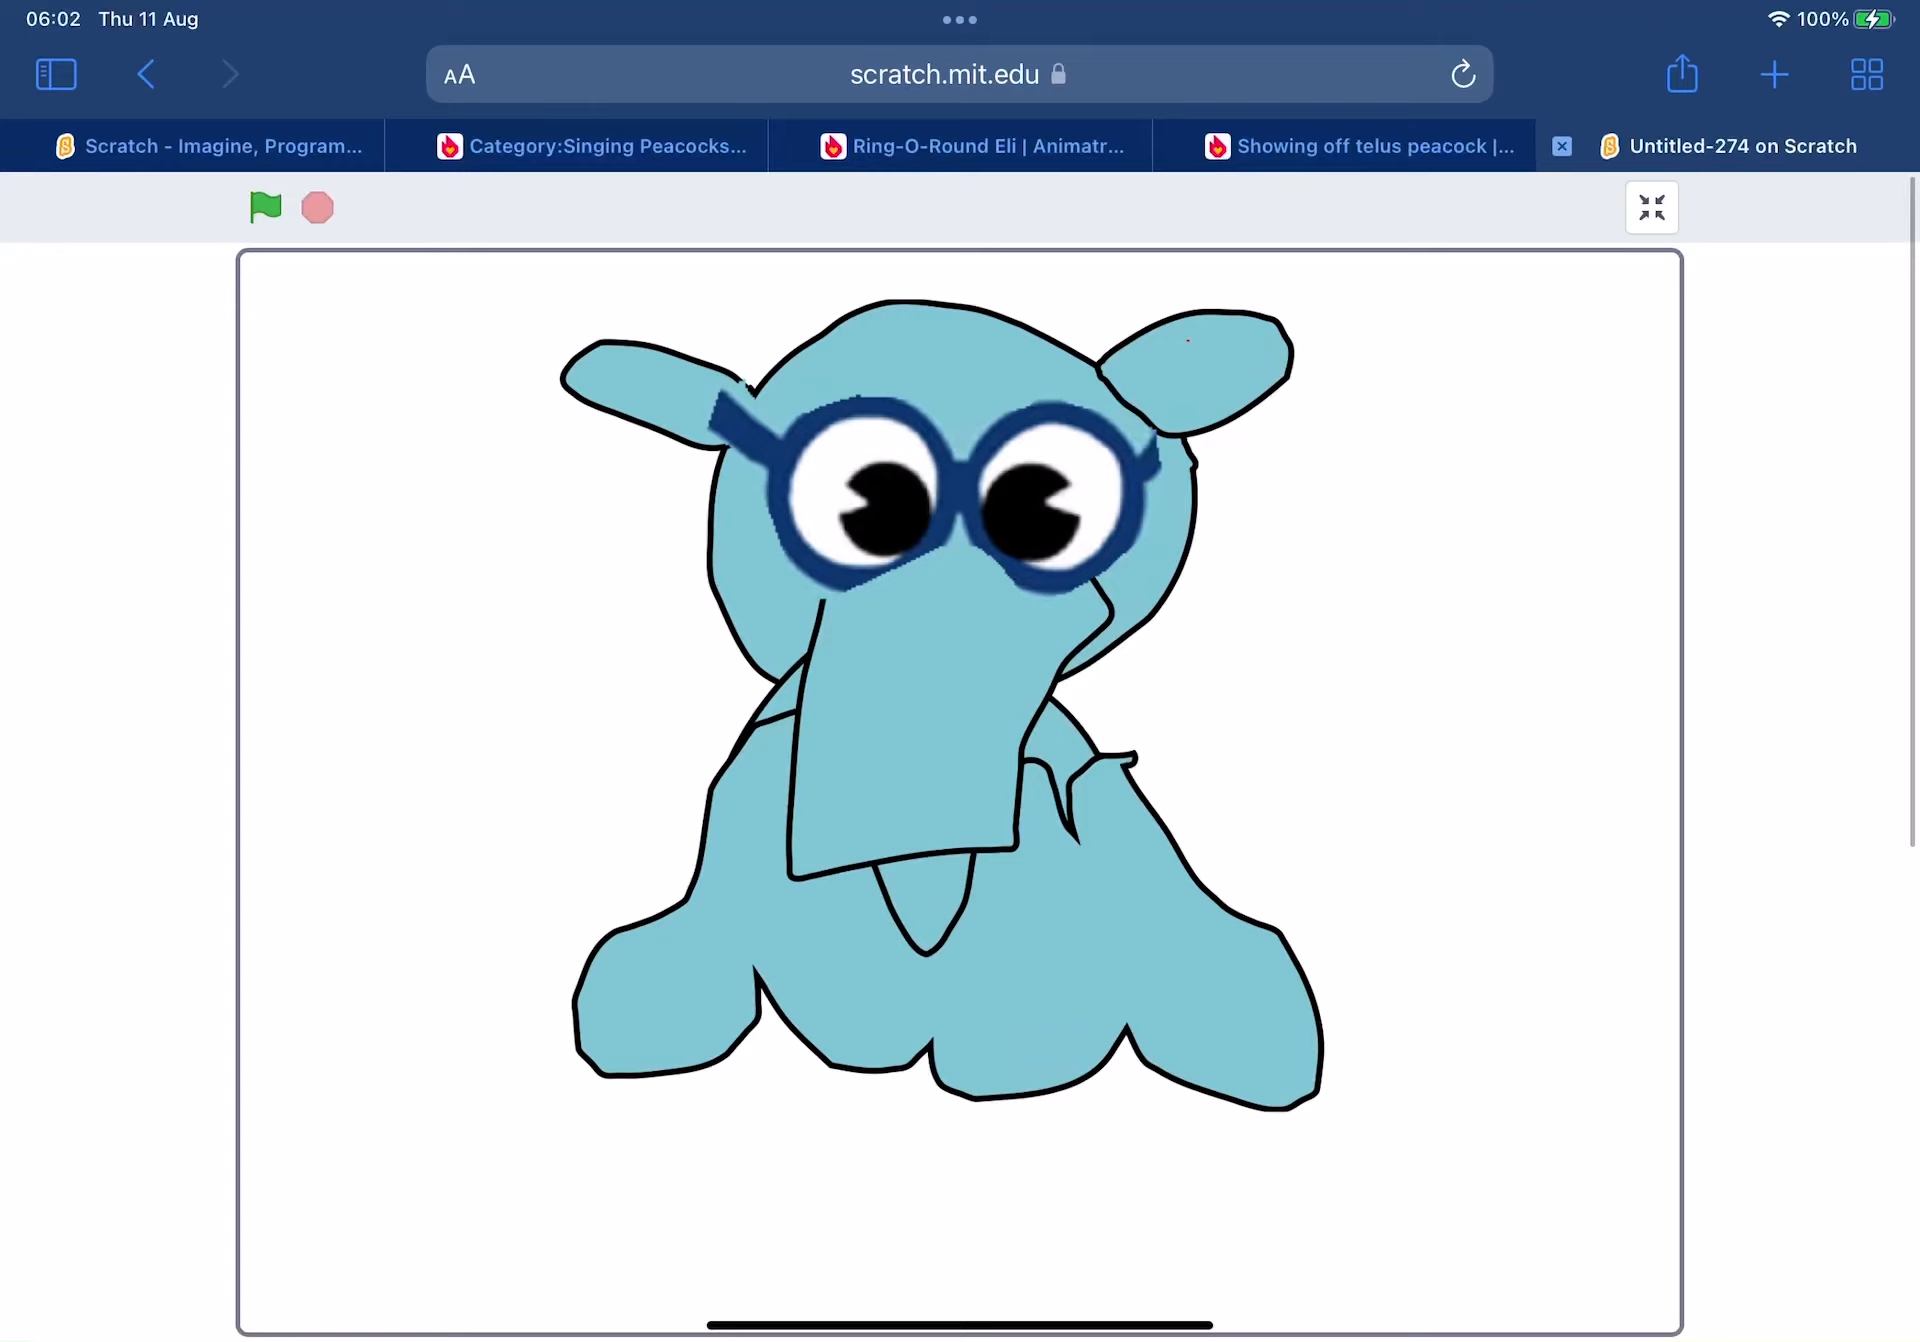 06:02 Thu 11 Aug
100%
AA
scratch.mit.edu
Scratch - Imagine, Program...
Category:Singing Peacocks...
Ring-O-Round Eli | Animatr...
Showing off telus peacock |...
Untitled-274 on Scratch